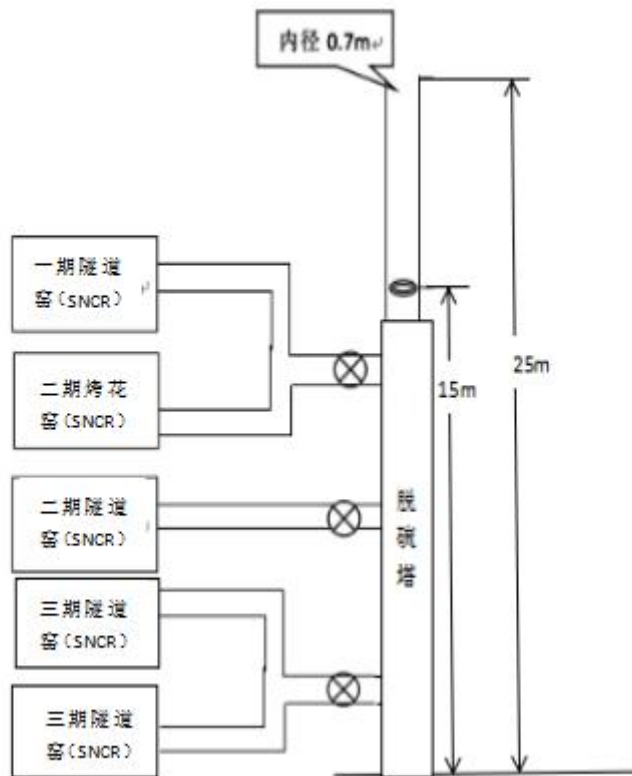 内径 0.7m
一期隧道
窑(SNCR)
二期烤花
窑(SNCR)
二期隧道
窑(SNCR)
三期隧道
窑(SNCR)
三期隧道
窑(SNCR)
脱
硫
塔
15m
25m